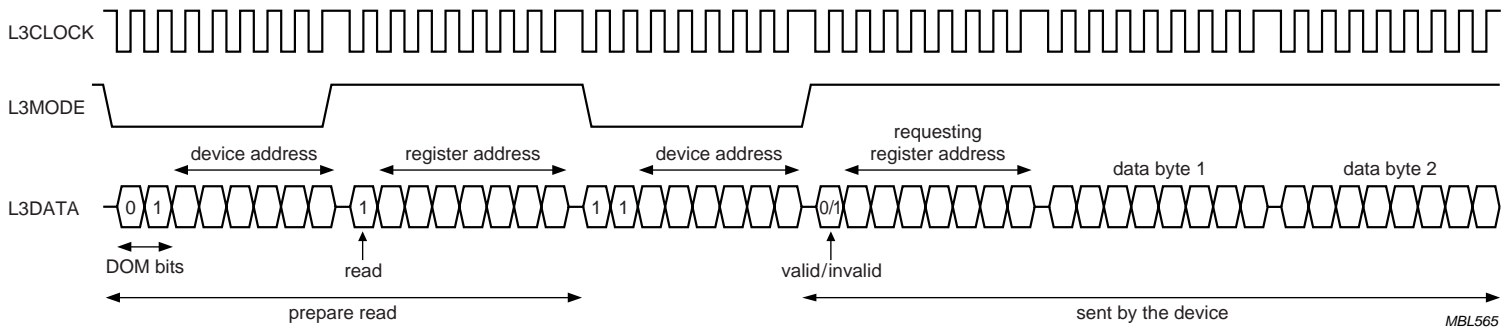 L3CLOCK
L3MODE
requesting
device address register address device address register address
data byte 1 data byte 2
L3DATA 0 1 1 1 1 0/1
DOM bits read valid/invalid
prepare read sent by the device
MBL565